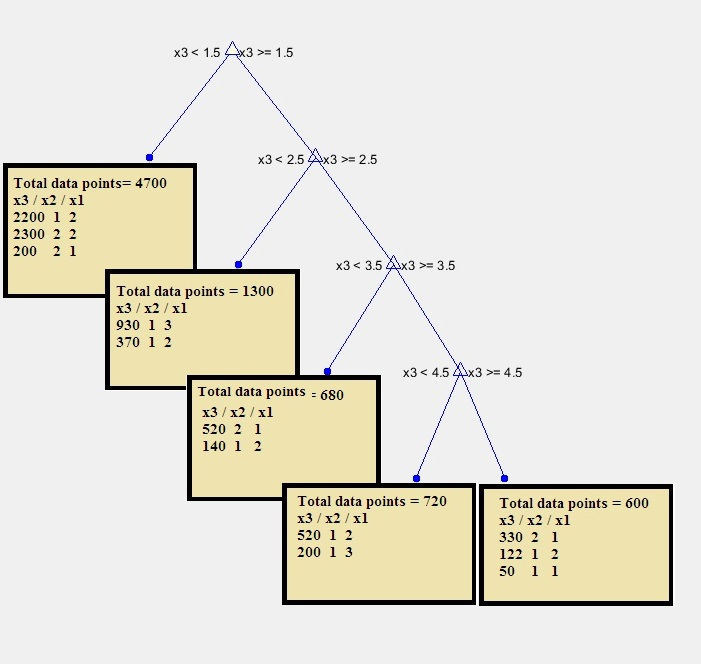 x3 < 1.5 x3 >= 1.5
x3 < 2.5 x3 >= 2.5
Total data points= 4700
x3 / x2 / x1
2200 1 2
2300 2 2
200 2 1
x3 < 3.5 x3 >= 3.5
Total data points = 1300
x3 / x2 / x1
930 1 3
370 1 2
x3 < 4.5 x3 >= 4.5
Total data points = 680
x3 / x2 / x1
520 2 1
140 1 2
Total data points = 720
x3 / x2 / x1
520 1 2
200 1 3
Total data points = 600
x3 / x2 / x1
330 2 1
122 1 2
50 1 1